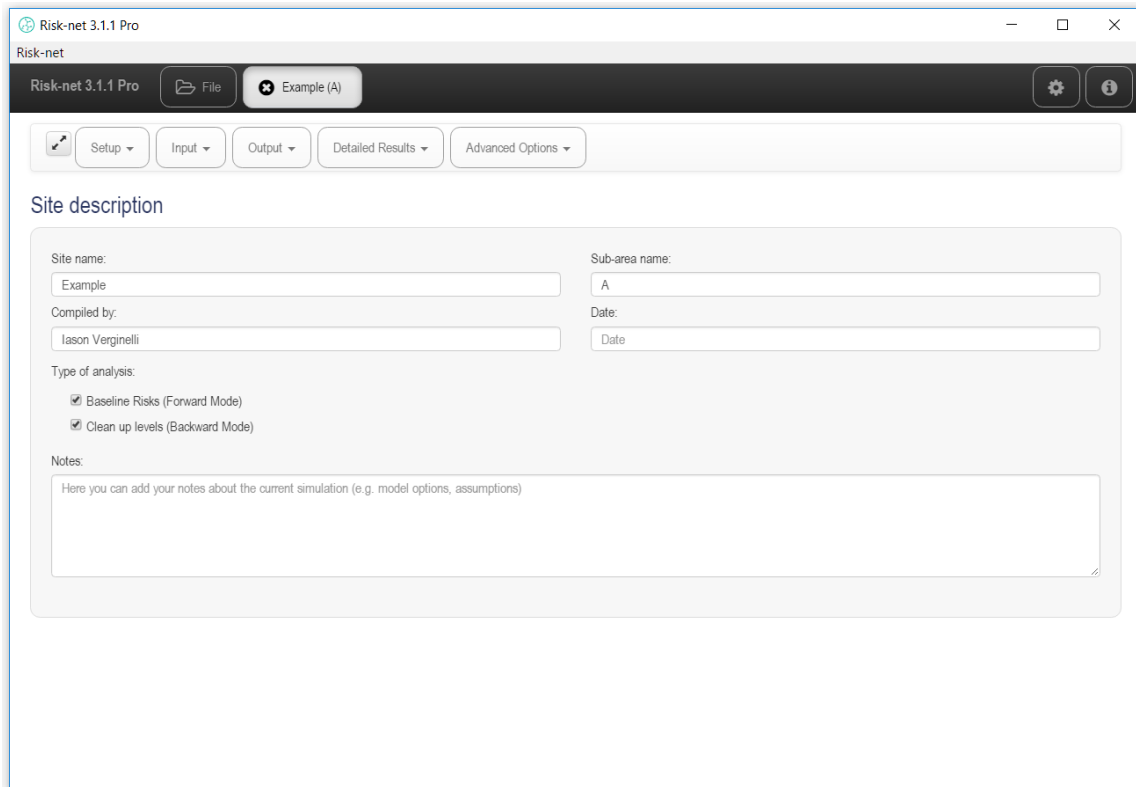 Risk-net 3.1.1 Pro
Risk-net
Risk-net 3.1.1 Pro File Example (A)
Setup Input Output Detailed Results Advanced Options
Site description
Site name: Sub-area name:
Example A
Compiled by: Date:
Iason Verginelli Date
Type of analysis:
Baseline Risks (Forward Mode)
Clean up levels (Backward Mode)
Notes:
Here you can add your notes about the current simulation (e.g. model options, assumptions)